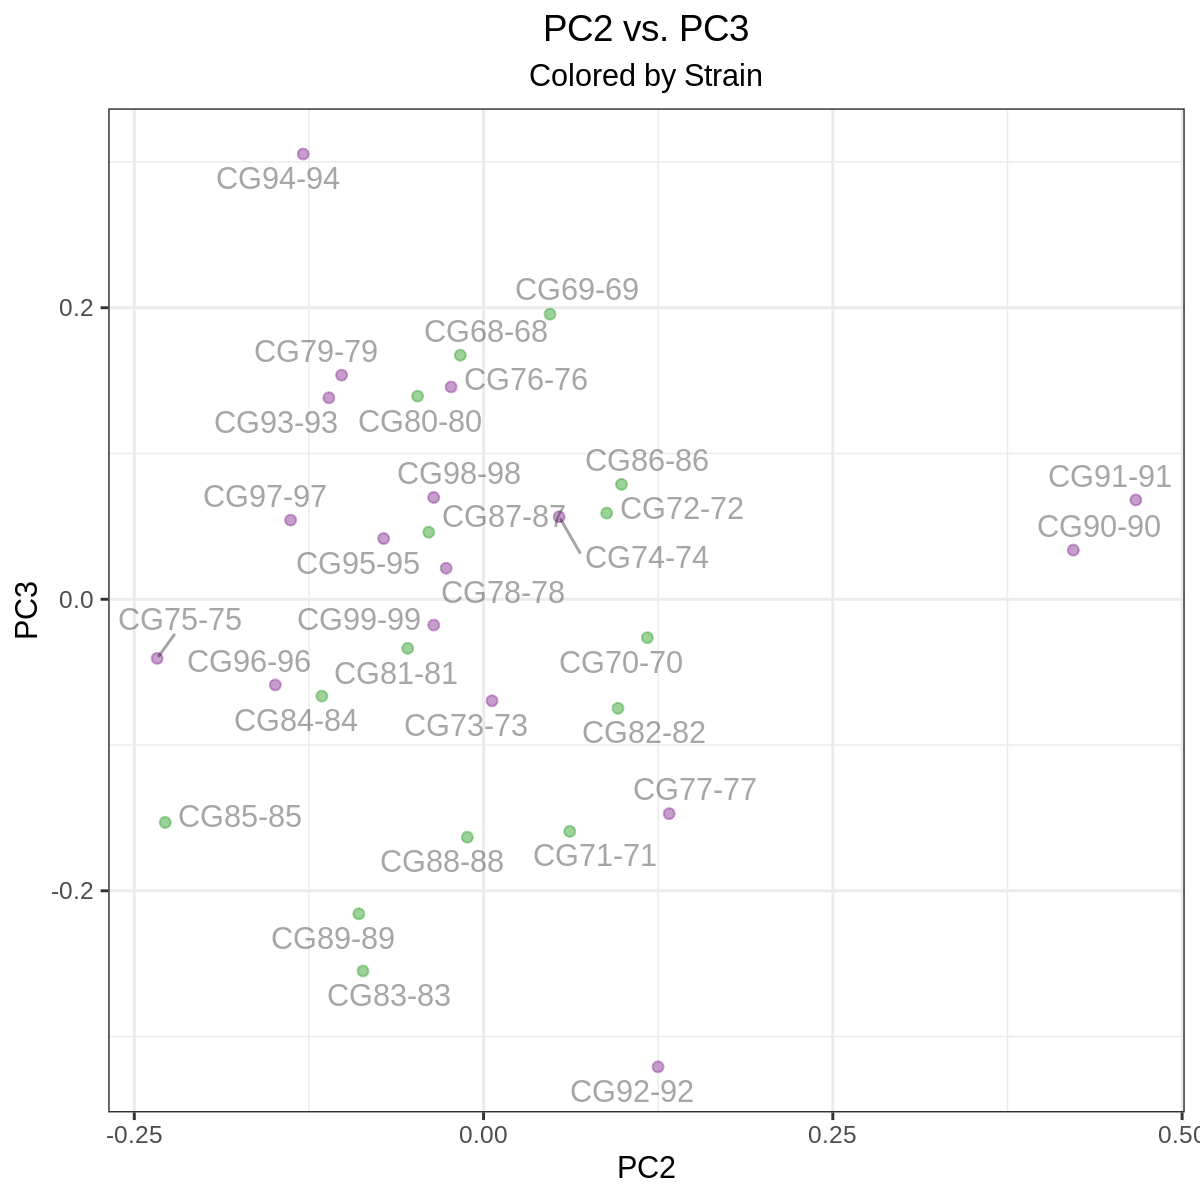 PC2 vs. PC3
Colored by Strain
CG94-94
CG69-69
0.2
CG68-68
CG79-79
CG76-76
CG93-93
CG80-80
CG86-86
CG98-98
CG91-91
CG97-97
CG72-72
CG87-87
CG90-90
CG74-74
CG95-95
CG78-78
0.0
PC3
CG75-75
CG99-99
CG96-96
CG70-70
CG81-81
CG84-84
CG73-73
CG82-82
CG77-77
CG85-85
CG71-71
CG88-88
-0.2
CG89-89
CG83-83
CG92-92
-0.25 0.00 0.25 0.50
PC2